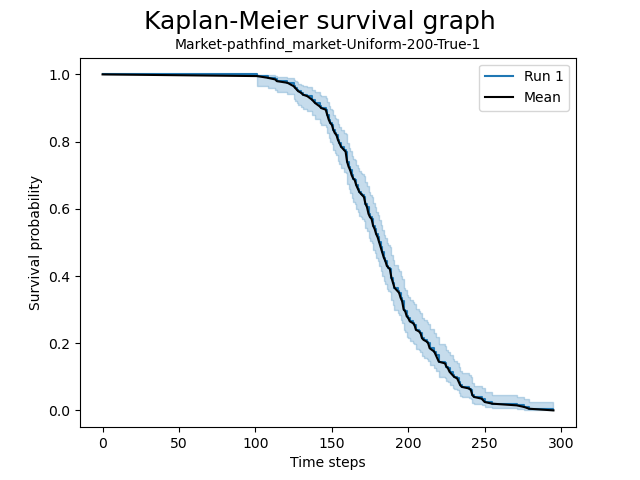 Kaplan-Meier survival graph
Market-pathfind_market-Uniform-200-True-1
Survival probability
1.0
0.8
0.6
0.4
0.2
0.0
Run 1
Mean
0 50 100 150 200 250 300
Time steps